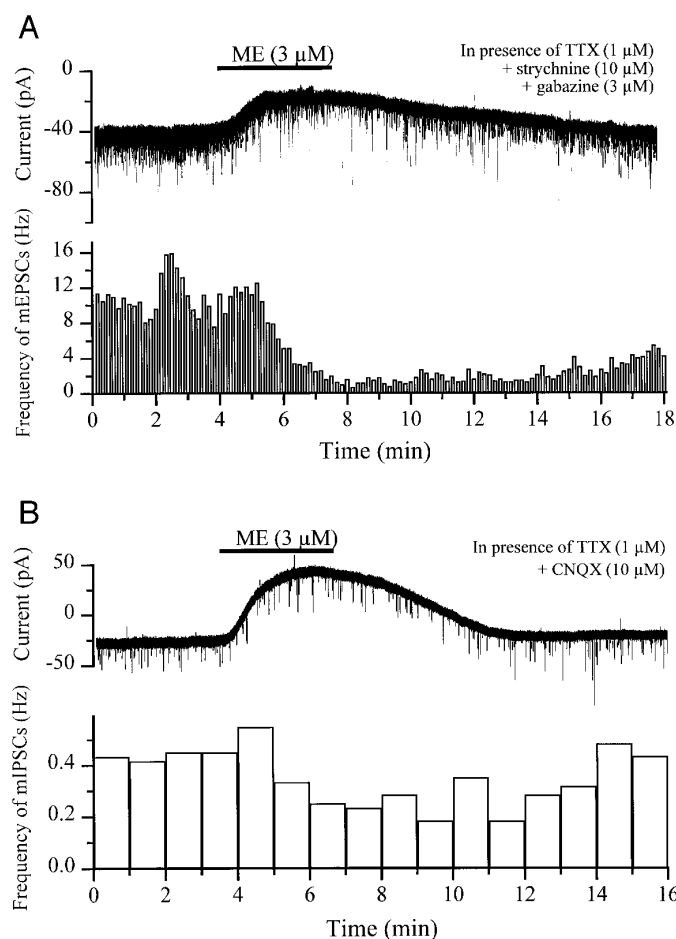 A
ME (3 µM)
In presence of TTX (1 µM)
+ strychnine (10 µM)
+ gabazine (3 µM)
Current (pA)
0
-40
-80
Frequency of mEPSCs (Hz)
16
12
8
4
0
0 2 4 6 8 10 12 14 16 18
Time (min)
B
ME (3 µM)
In presence of TTX (1 µM)
+ CNQX (10 µM)
Current (pA)
50
0
-50
Frequency of mIPSCs (Hz)
0.4
0.2
0.0
0 2 4 6 8 10 12 14 16
Time (min)